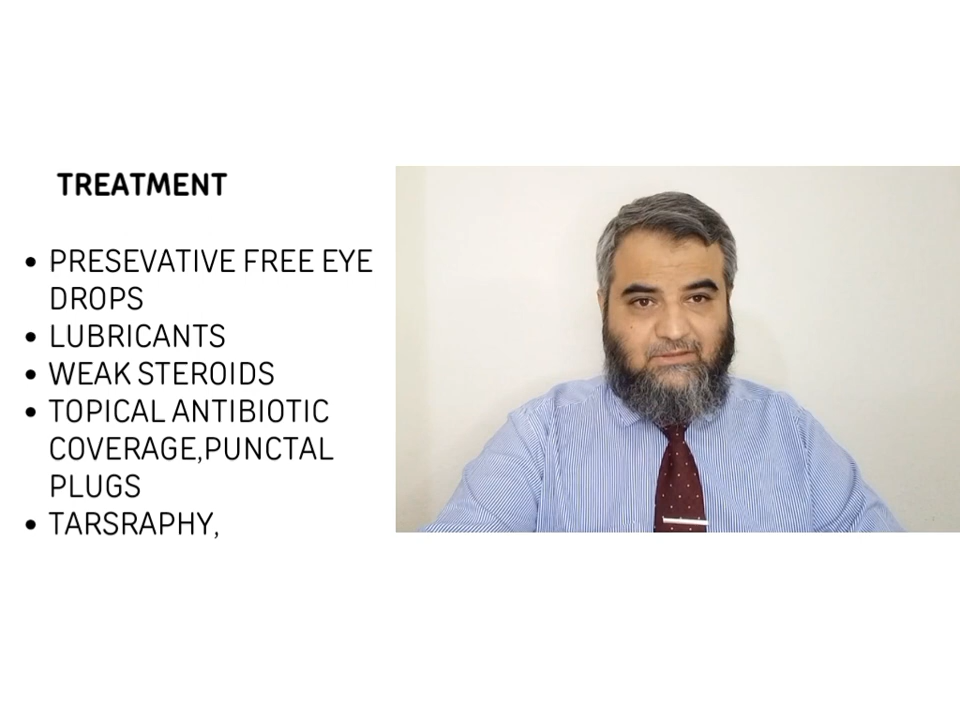 TREATMENT
• PRESEVATIVE FREE EYE
DROPS
• LUBRICANTS
• WEAK STEROIDS
• TOPICAL ANTIBIOTIC
COVERAGE,PUNCTAL
PLUGS
• TARSRAPHY,